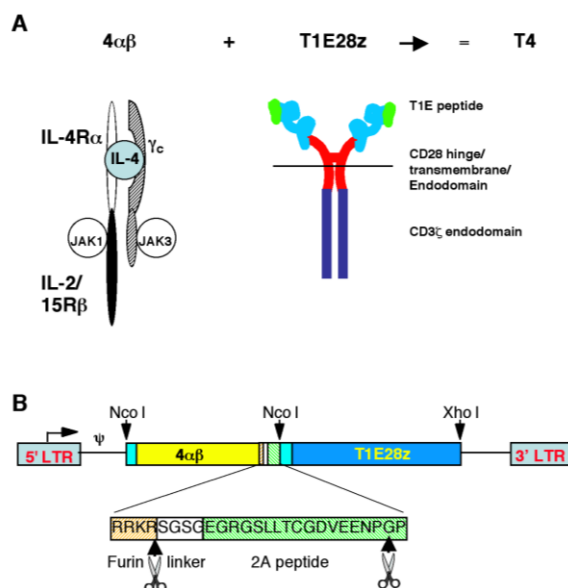 A
4αβ + T1E28z = T4
IL-4Rα
IL-4
γc
JAK1
JAK3
IL-2/
15Rβ
T1E peptide
CD28 hinge/
transmembrane/
Endodomain
CD3ζ endodomain
B
Nco I
Nco I
Xho I
5' LTR
ψ
4αβ
T1E28z
3' LTR
RRKRSGSGEGRGSLLTCGDVEENPGP
Furin linker 2A peptide